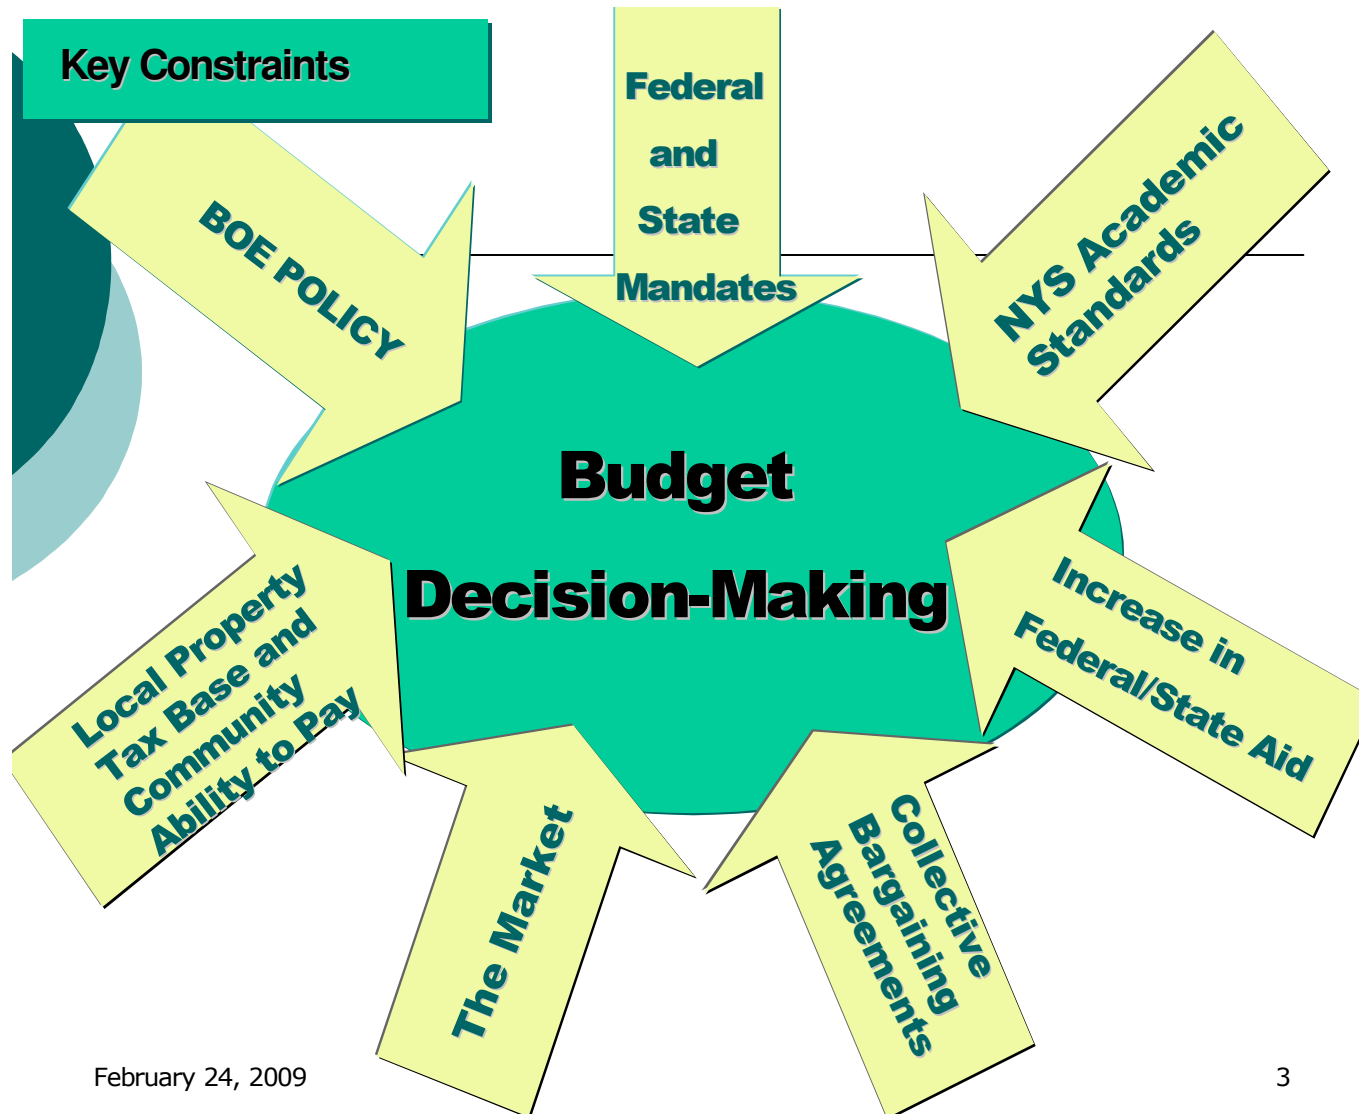 Key Constraints
Federal
and
State
Mandates
BOE POLICY
NYS Academic
Standards
Budget
Decision-Making
Increase in
Federal/State Aid
Local Property
Tax Base and
Community
Ability to Pay
The Market
Collective
Bargaining
Agreements
February 24, 2009
3